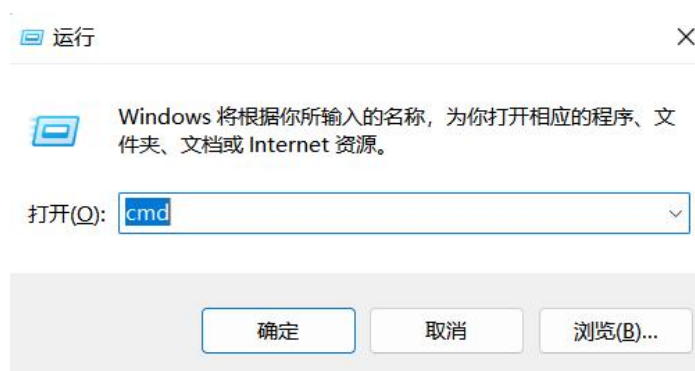 运行
Windows 将根据你所输入的名称，为你打开相应的程序、文
件夹、文档或 Internet 资源。
打开(O): cmd
确定 取消 浏览(B)...